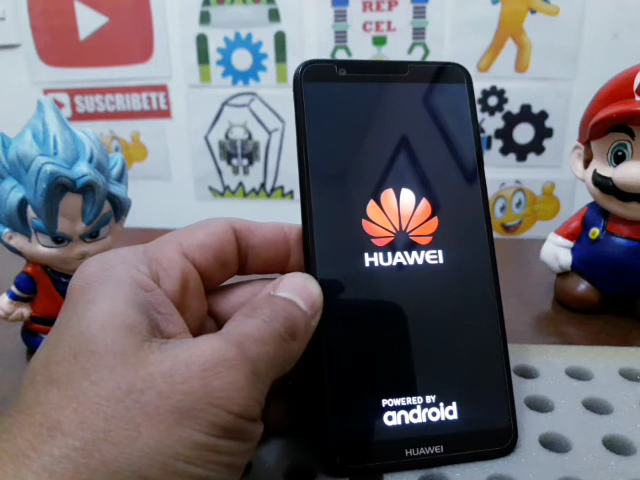 REP
CEL
SUSCRIBETE
HUAWEI
POWERED BY
android
HUAWEI